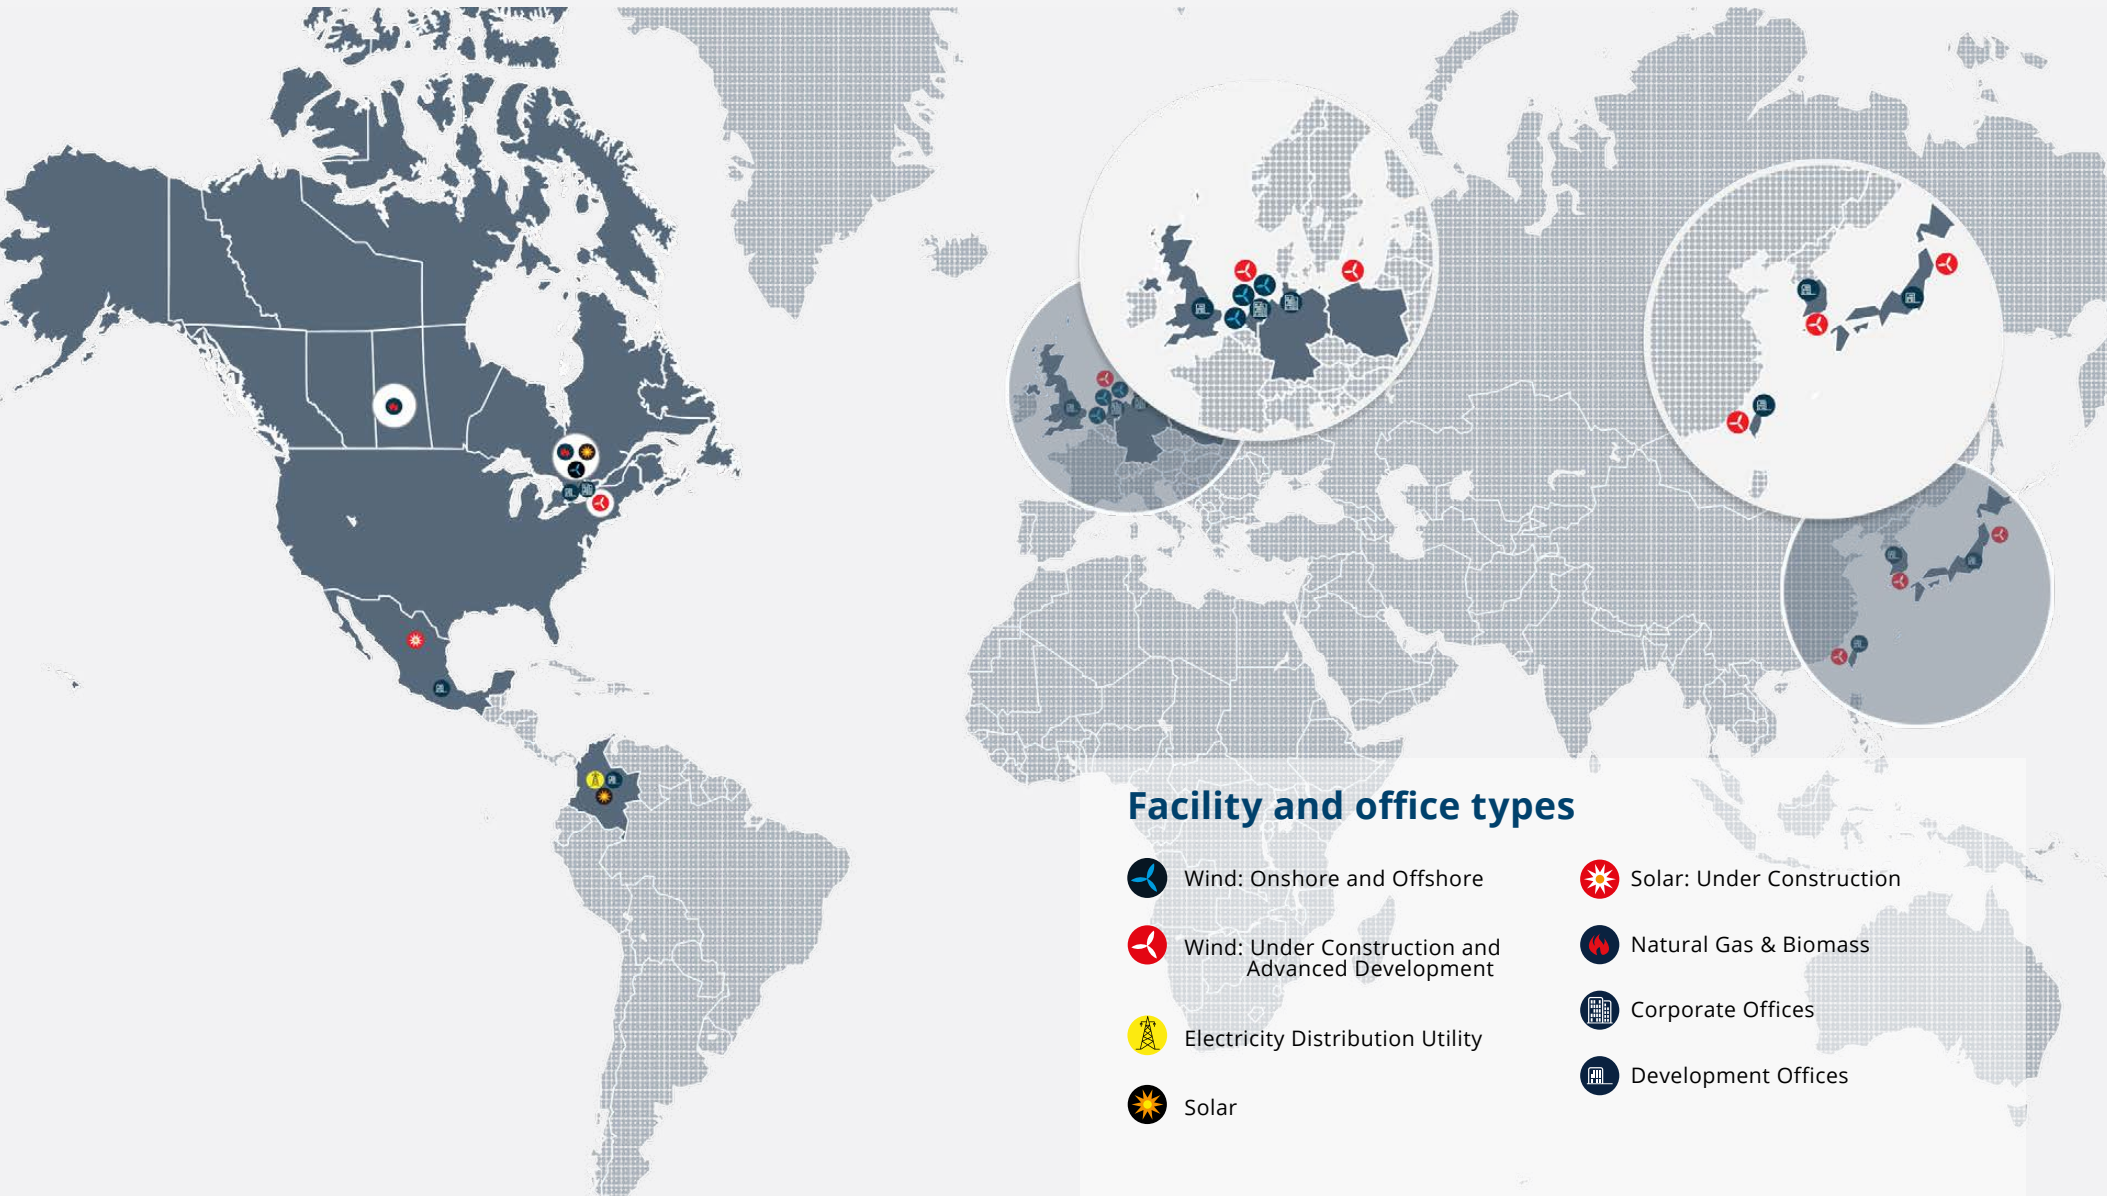 Facility and office types
Wind: Onshore and Offshore
Wind: Under Construction and
Advanced Development
Electricity Distribution Utility
Solar
Solar: Under Construction
Natural Gas & Biomass
Corporate Offices
Development Offices